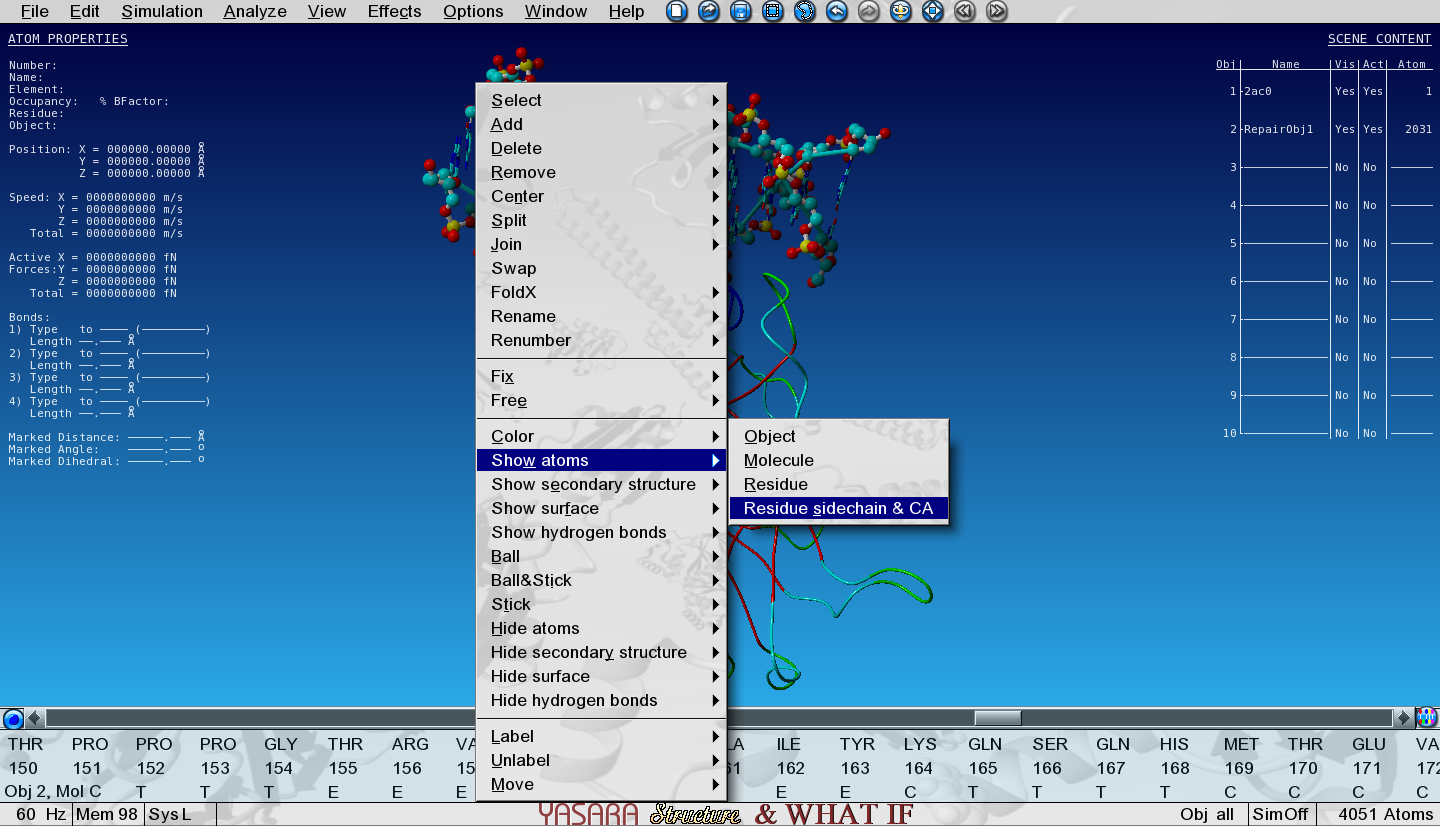 File Edit Simulation Analyze View Effects Options Window Help
ATOM PROPERTIES
Number:
Name:
Element:
Occupancy: % BFactor:
Residue:
Object:
Position: X = 000000.00000 Å
Y = 000000.00000 Å
Z = 000000.00000 Å
Speed: X = 0000000000 m/s
Y = 0000000000 m/s
Z = 0000000000 m/s
Total = 0000000000 m/s
Active X = 0000000000 fN
Forces:Y = 0000000000 fN
Z = 0000000000 fN
Total = 0000000000 fN
Bonds:
1) Type to ──── (─────────)
Length ──.─── Å
2) Type to ──── (─────────)
Length ──.─── Å
3) Type to ──── (─────────)
Length ──.─── Å
4) Type to ──── (─────────)
Length ──.─── Å
Marked Distance: ─────.─── Å
Marked Angle: ─────.─── º
Marked Dihedral: ─────.─── º
Select
Add
Delete
Remove
Center
Split
Join
Swap
FoldX
Rename
Renumber
Fix
Free
Color
Show atoms
Show secondary structure
Show surface
Show hydrogen bonds
Ball
Ball&Stick
Stick
Hide atoms
Hide secondary structure
Hide surface
Hide hydrogen bonds
Label
Unlabel
Move
Object
Molecule
Residue
Residue sidechain & CA
SCENE CONTENT
Obj Name Vis Act Atom
1 2ac0 Yes Yes 1
2 RepairObj1 Yes Yes 2031
3 No No
4 No No
5 No No
6 No No
7 No No
8 No No
9 No No
10 No No
THR PRO PRO PRO GLY THR ARG VA LA ILE TYR LYS GLN SER GLN HIS MET THR GLU VA
150 151 152 153 154 155 156 15 61 162 163 164 165 166 167 168 169 170 171 172
Obj 2, Mol C T T T E E E E E C T T T T C C C C
60 Hz Mem 98 Sys L YASARA Structure & WHAT IF Obj all SimOff 4051 Atoms